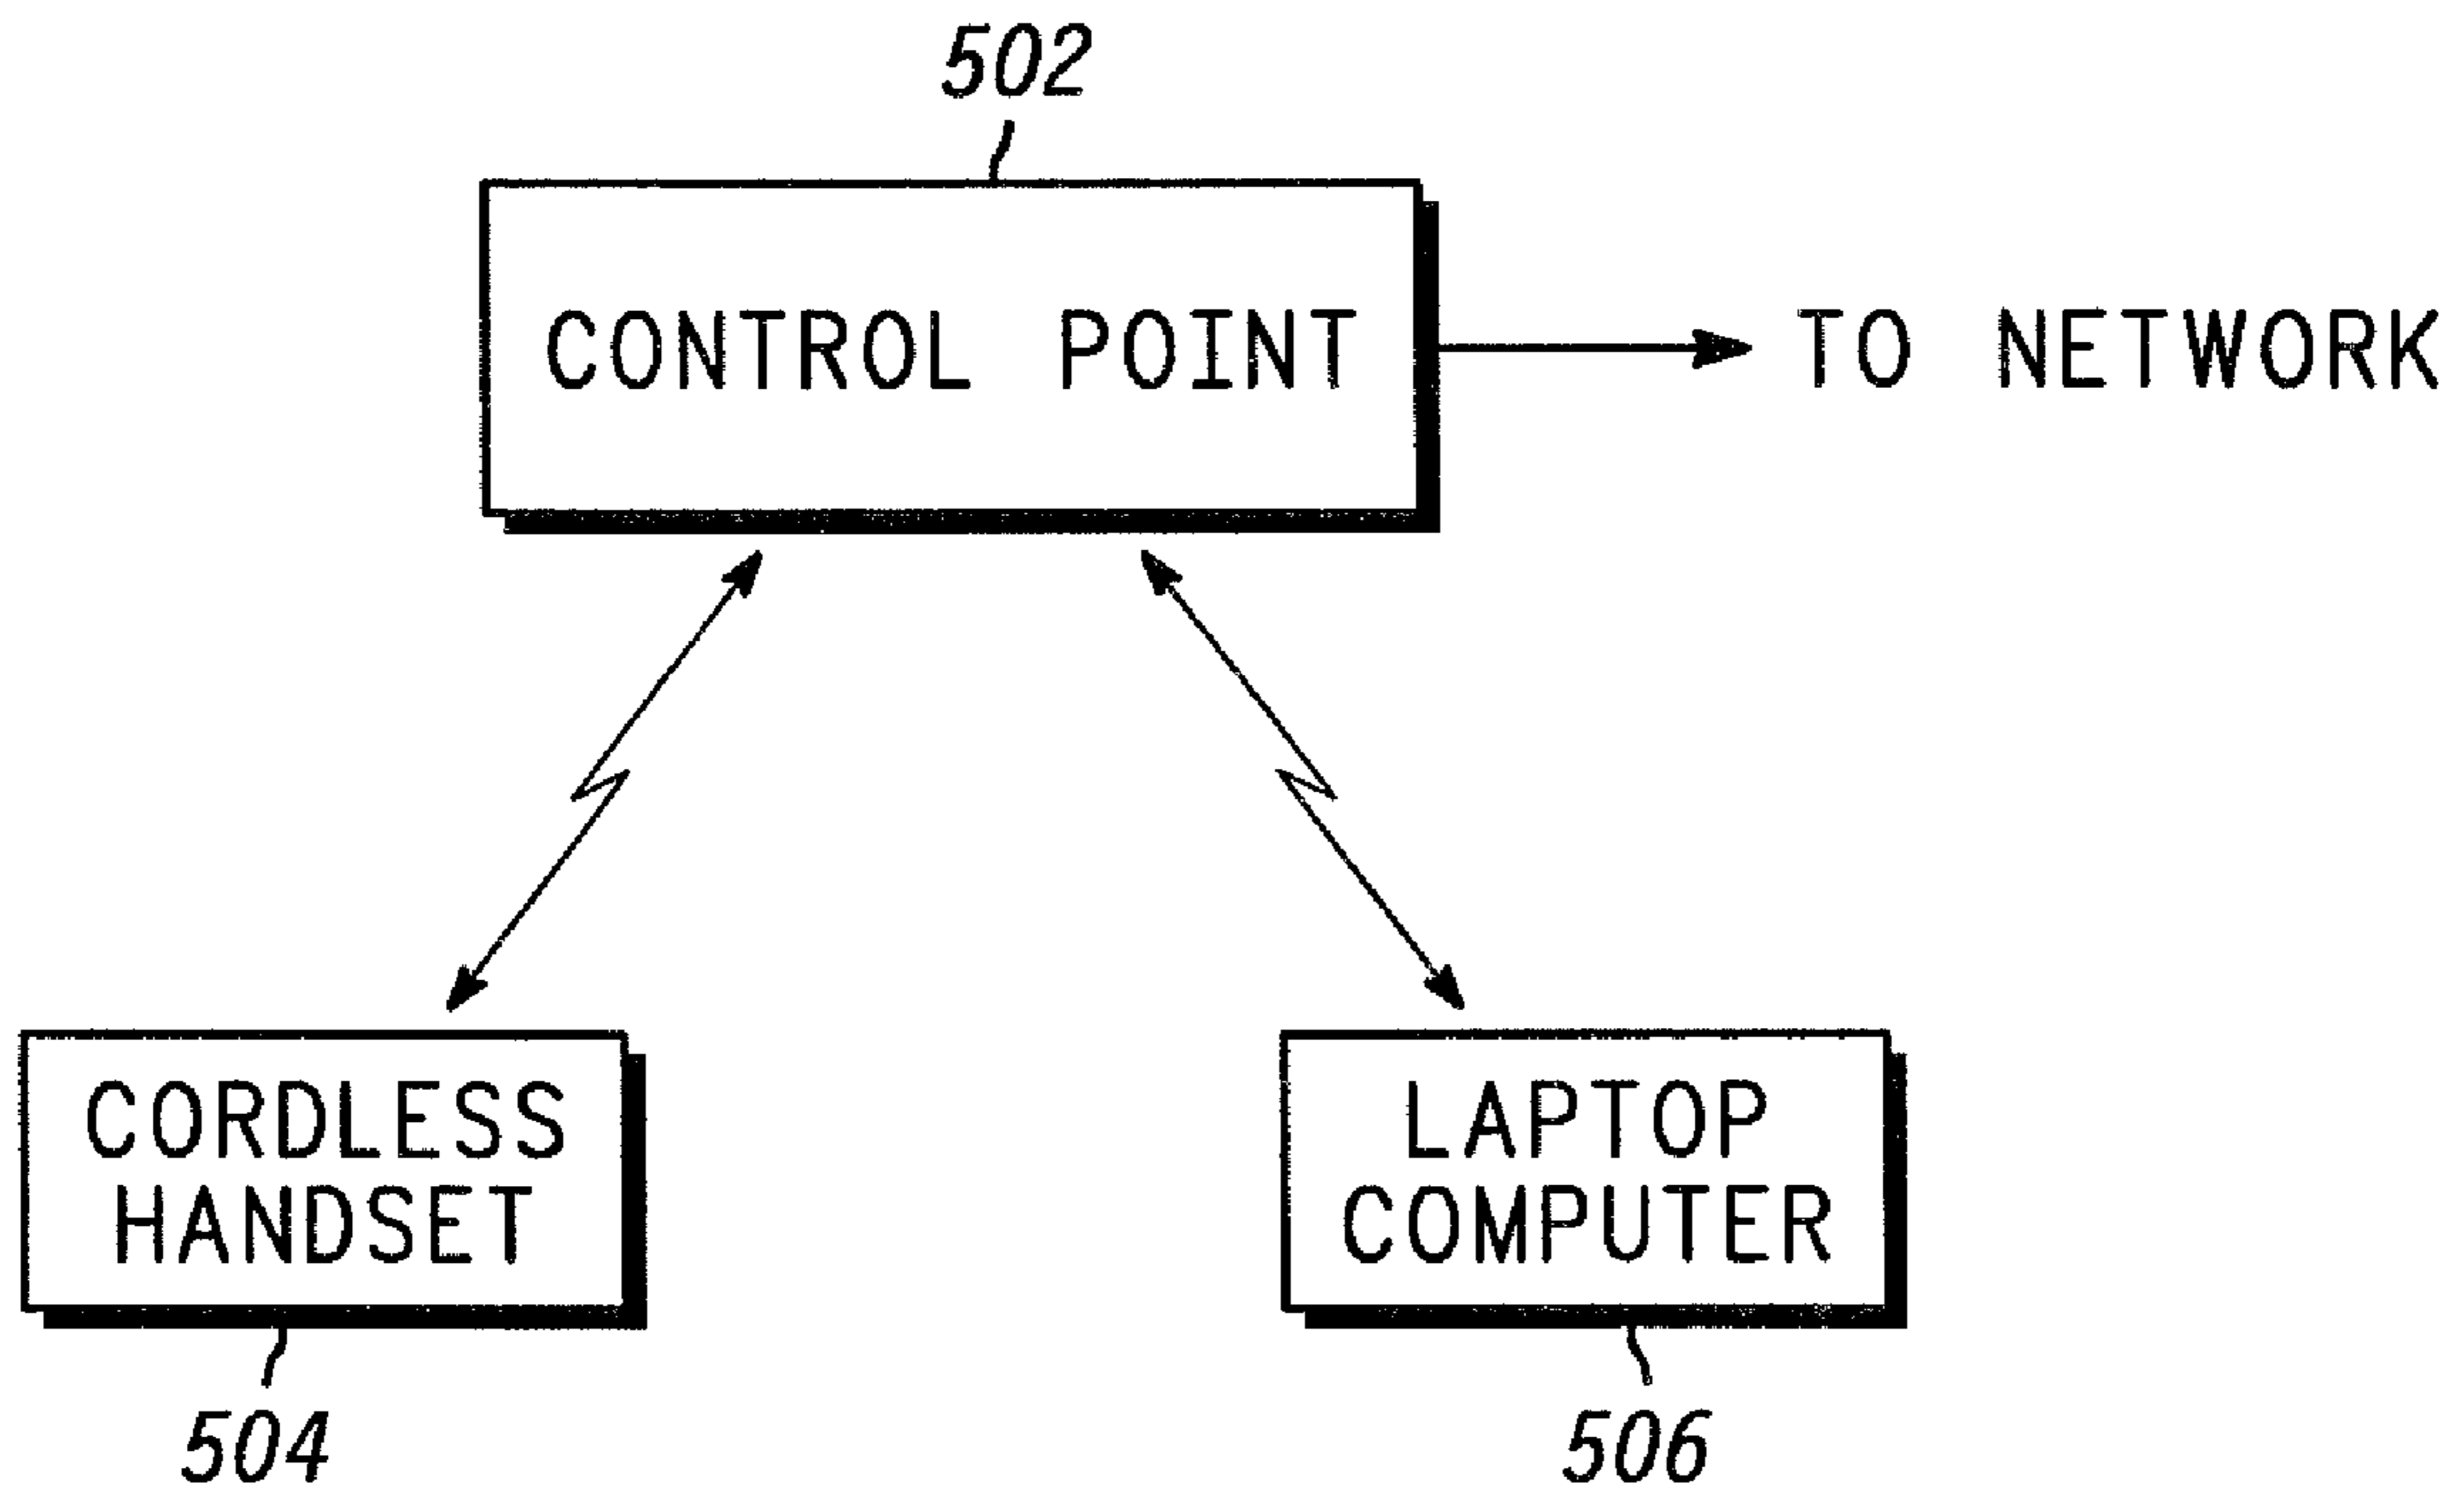 502
CONTROL POINT
TO NETWORK
CORDLESS
HANDSET
LAPTOP
COMPUTER
504
506